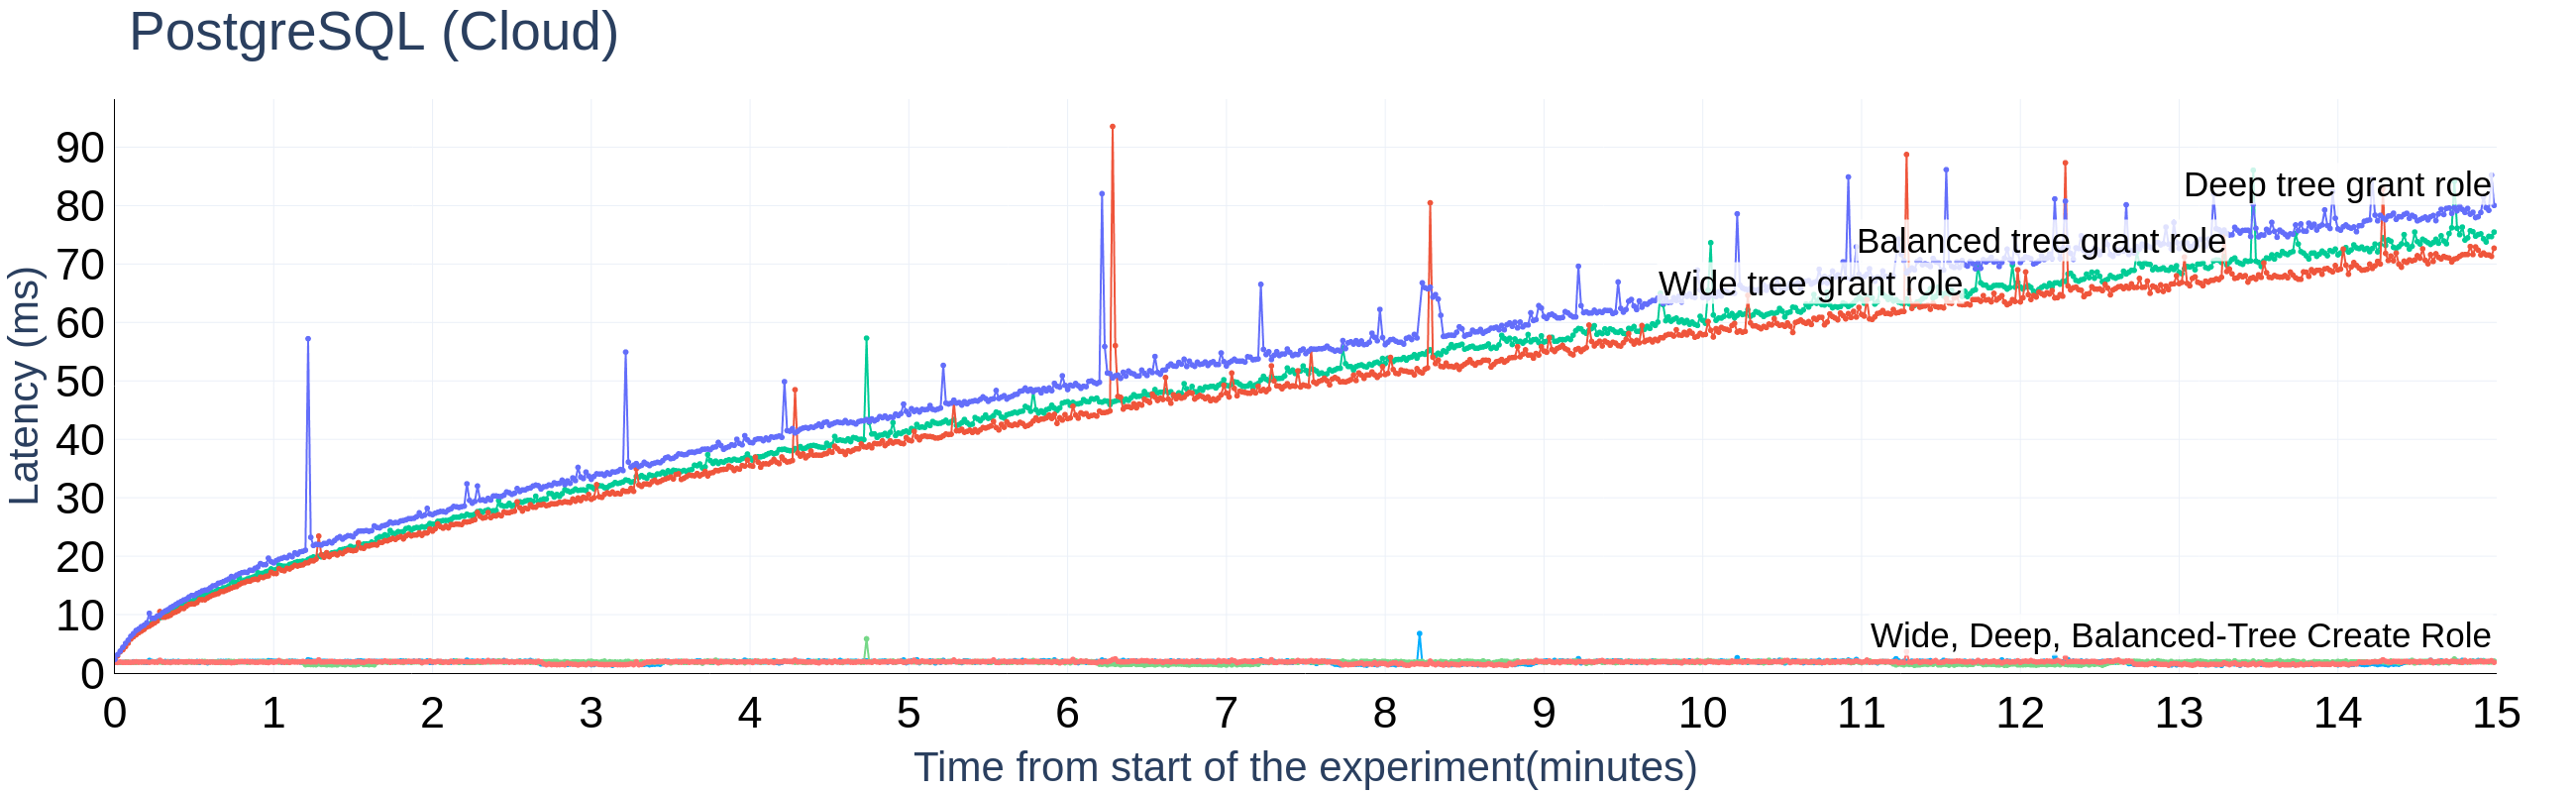 PostgreSQL (Cloud)
90
80
70
60
50
40
30
20
10
0
Latency (ms)
Deep tree grant role
Balanced tree grant role
Wide tree grant role
Wide, Deep, Balanced-Tree Create Role
0 1 2 3 4 5 6 7 8 9 10 11 12 13 14 15
Time from start of the experiment(minutes)